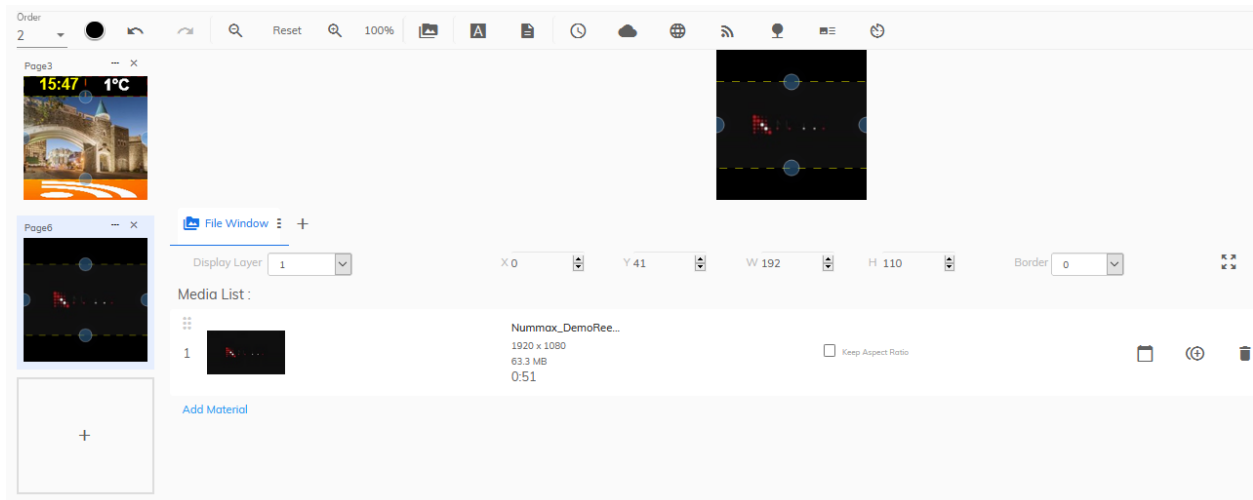 Order
2
Reset
100%
A
Page3
15:47 1°C
Page6
File Window
Display Layer 1
X 0
Y 41
W 192
H 110
Border 0
Media List :
1
Nummax_DemoRee...
1920 x 1080
63.3 MB
0:51
Keep Aspect Ratio
Add Material